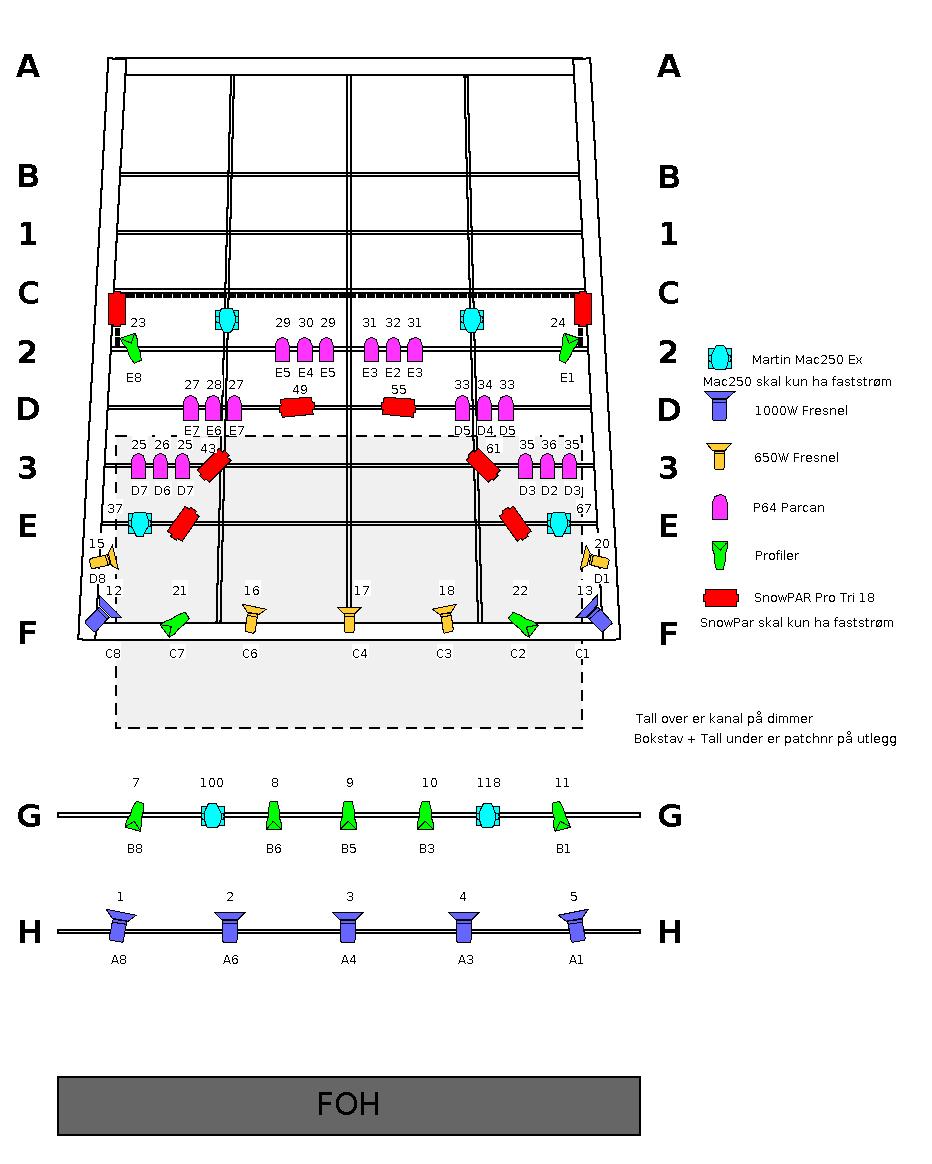 A A
B B
1 1
C C
23 24
29 30 29 31 32 31
2 2
Martin Mac250 Ex
E8 E5 E4 E5 E3 E2 E3 E1
Mac250 skal kun ha faststrøm
27 28 27 49 55 33 34 33
D D
1000W Fresnel
E7 E6 E7 D5 D4 D5
25 26 25 43 61 35 36 35
650W Fresnel
3 3
D7 D6 D7 D3 D2 D3
37 67
P64 Parcan
E E
15 20
Profiler
D8 D1
12 21 16 17 18 22 13
SnowPAR Pro Tri 18
SnowPar skal kun ha faststrøm
F F
C8 C7 C6 C4 C3 C2 C1
Tall over er kanal på dimmer
Bokstav + Tall under er patchnr på utlegg
7 100 8 9 10 118 11
G G
B8 B6 B5 B3 B1
1 2 3 4 5
H H
A8 A6 A4 A3 A1
FOH